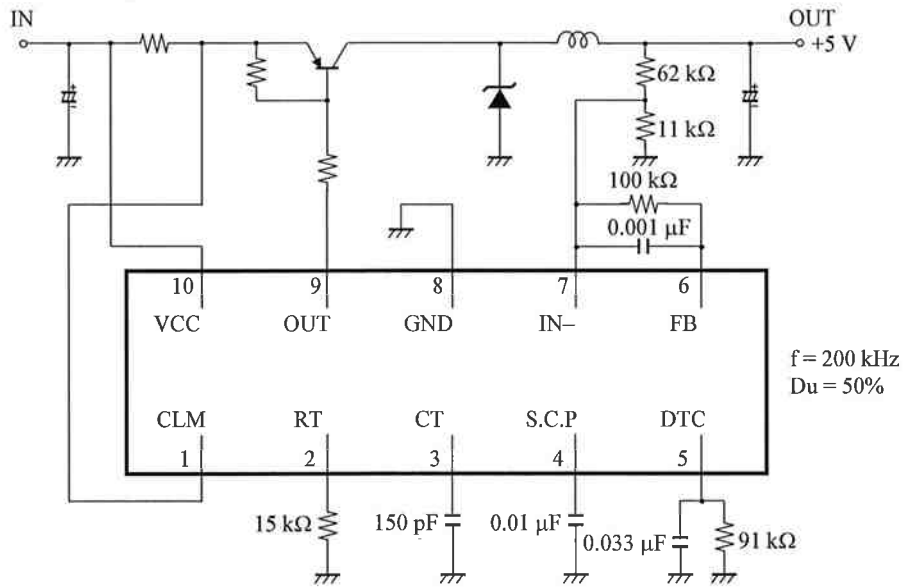 IN
OUT
+5 V
62 kΩ
11 kΩ
100 kΩ
0.001 µF
10 9 8 7 6
VCC OUT GND IN– FB
f = 200 kHz
Du = 50%
CLM RT CT S.C.P DTC
1 2 3 4 5
15 kΩ 150 pF 0.01 µF 0.033 µF 91 kΩ